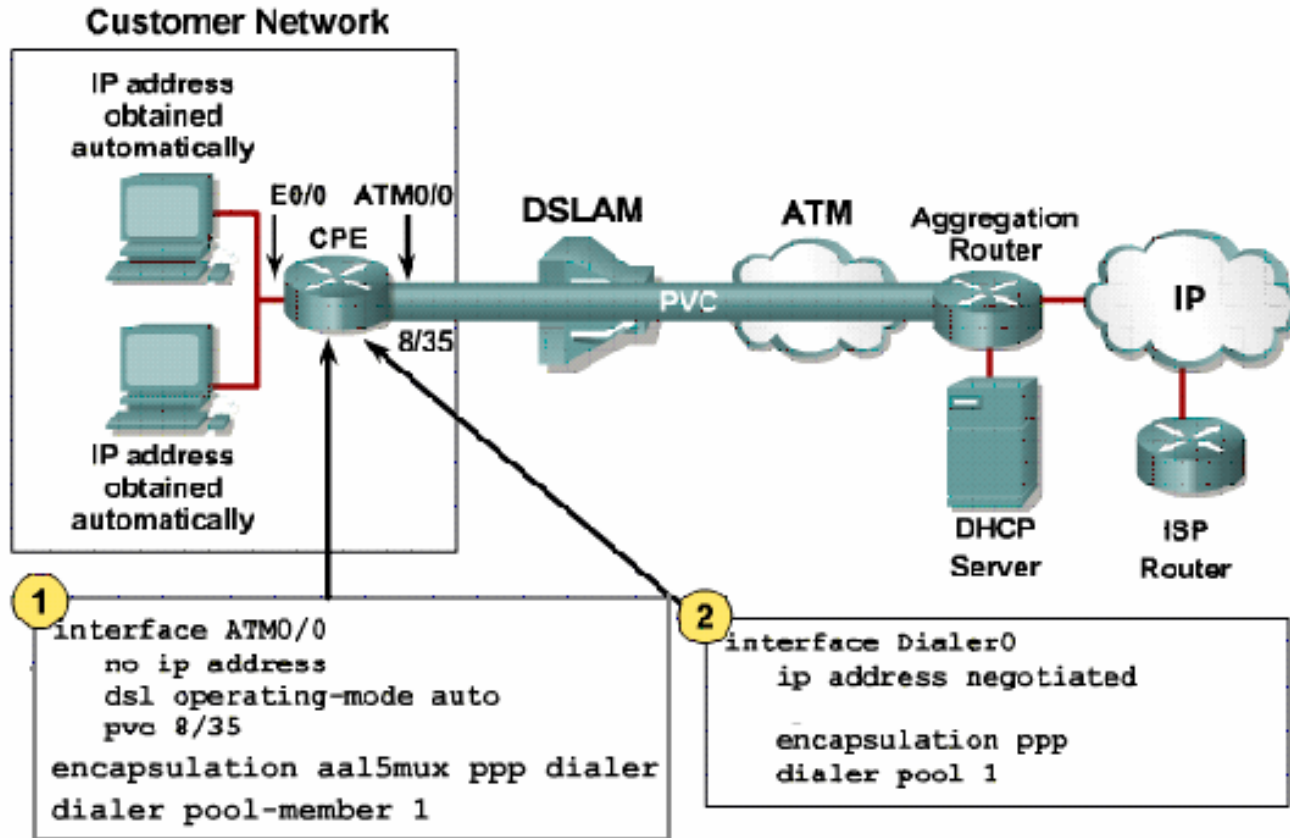 Customer Network
IP address
obtained
automatically
E0/0
ATM0/0
CPE
DSLAM
ATM
Aggregation
Router
PVC
IP
8/35
IP address
obtained
automatically
DHCP
Server
ISP
Router
1
interface ATM0/0
no ip address
dsl operating-mode auto
pvc 8/35
encapsulation aal5mux ppp dialer
dialer pool-member 1
2
interface Dialer0
ip address negotiated
encapsulation ppp
dialer pool 1